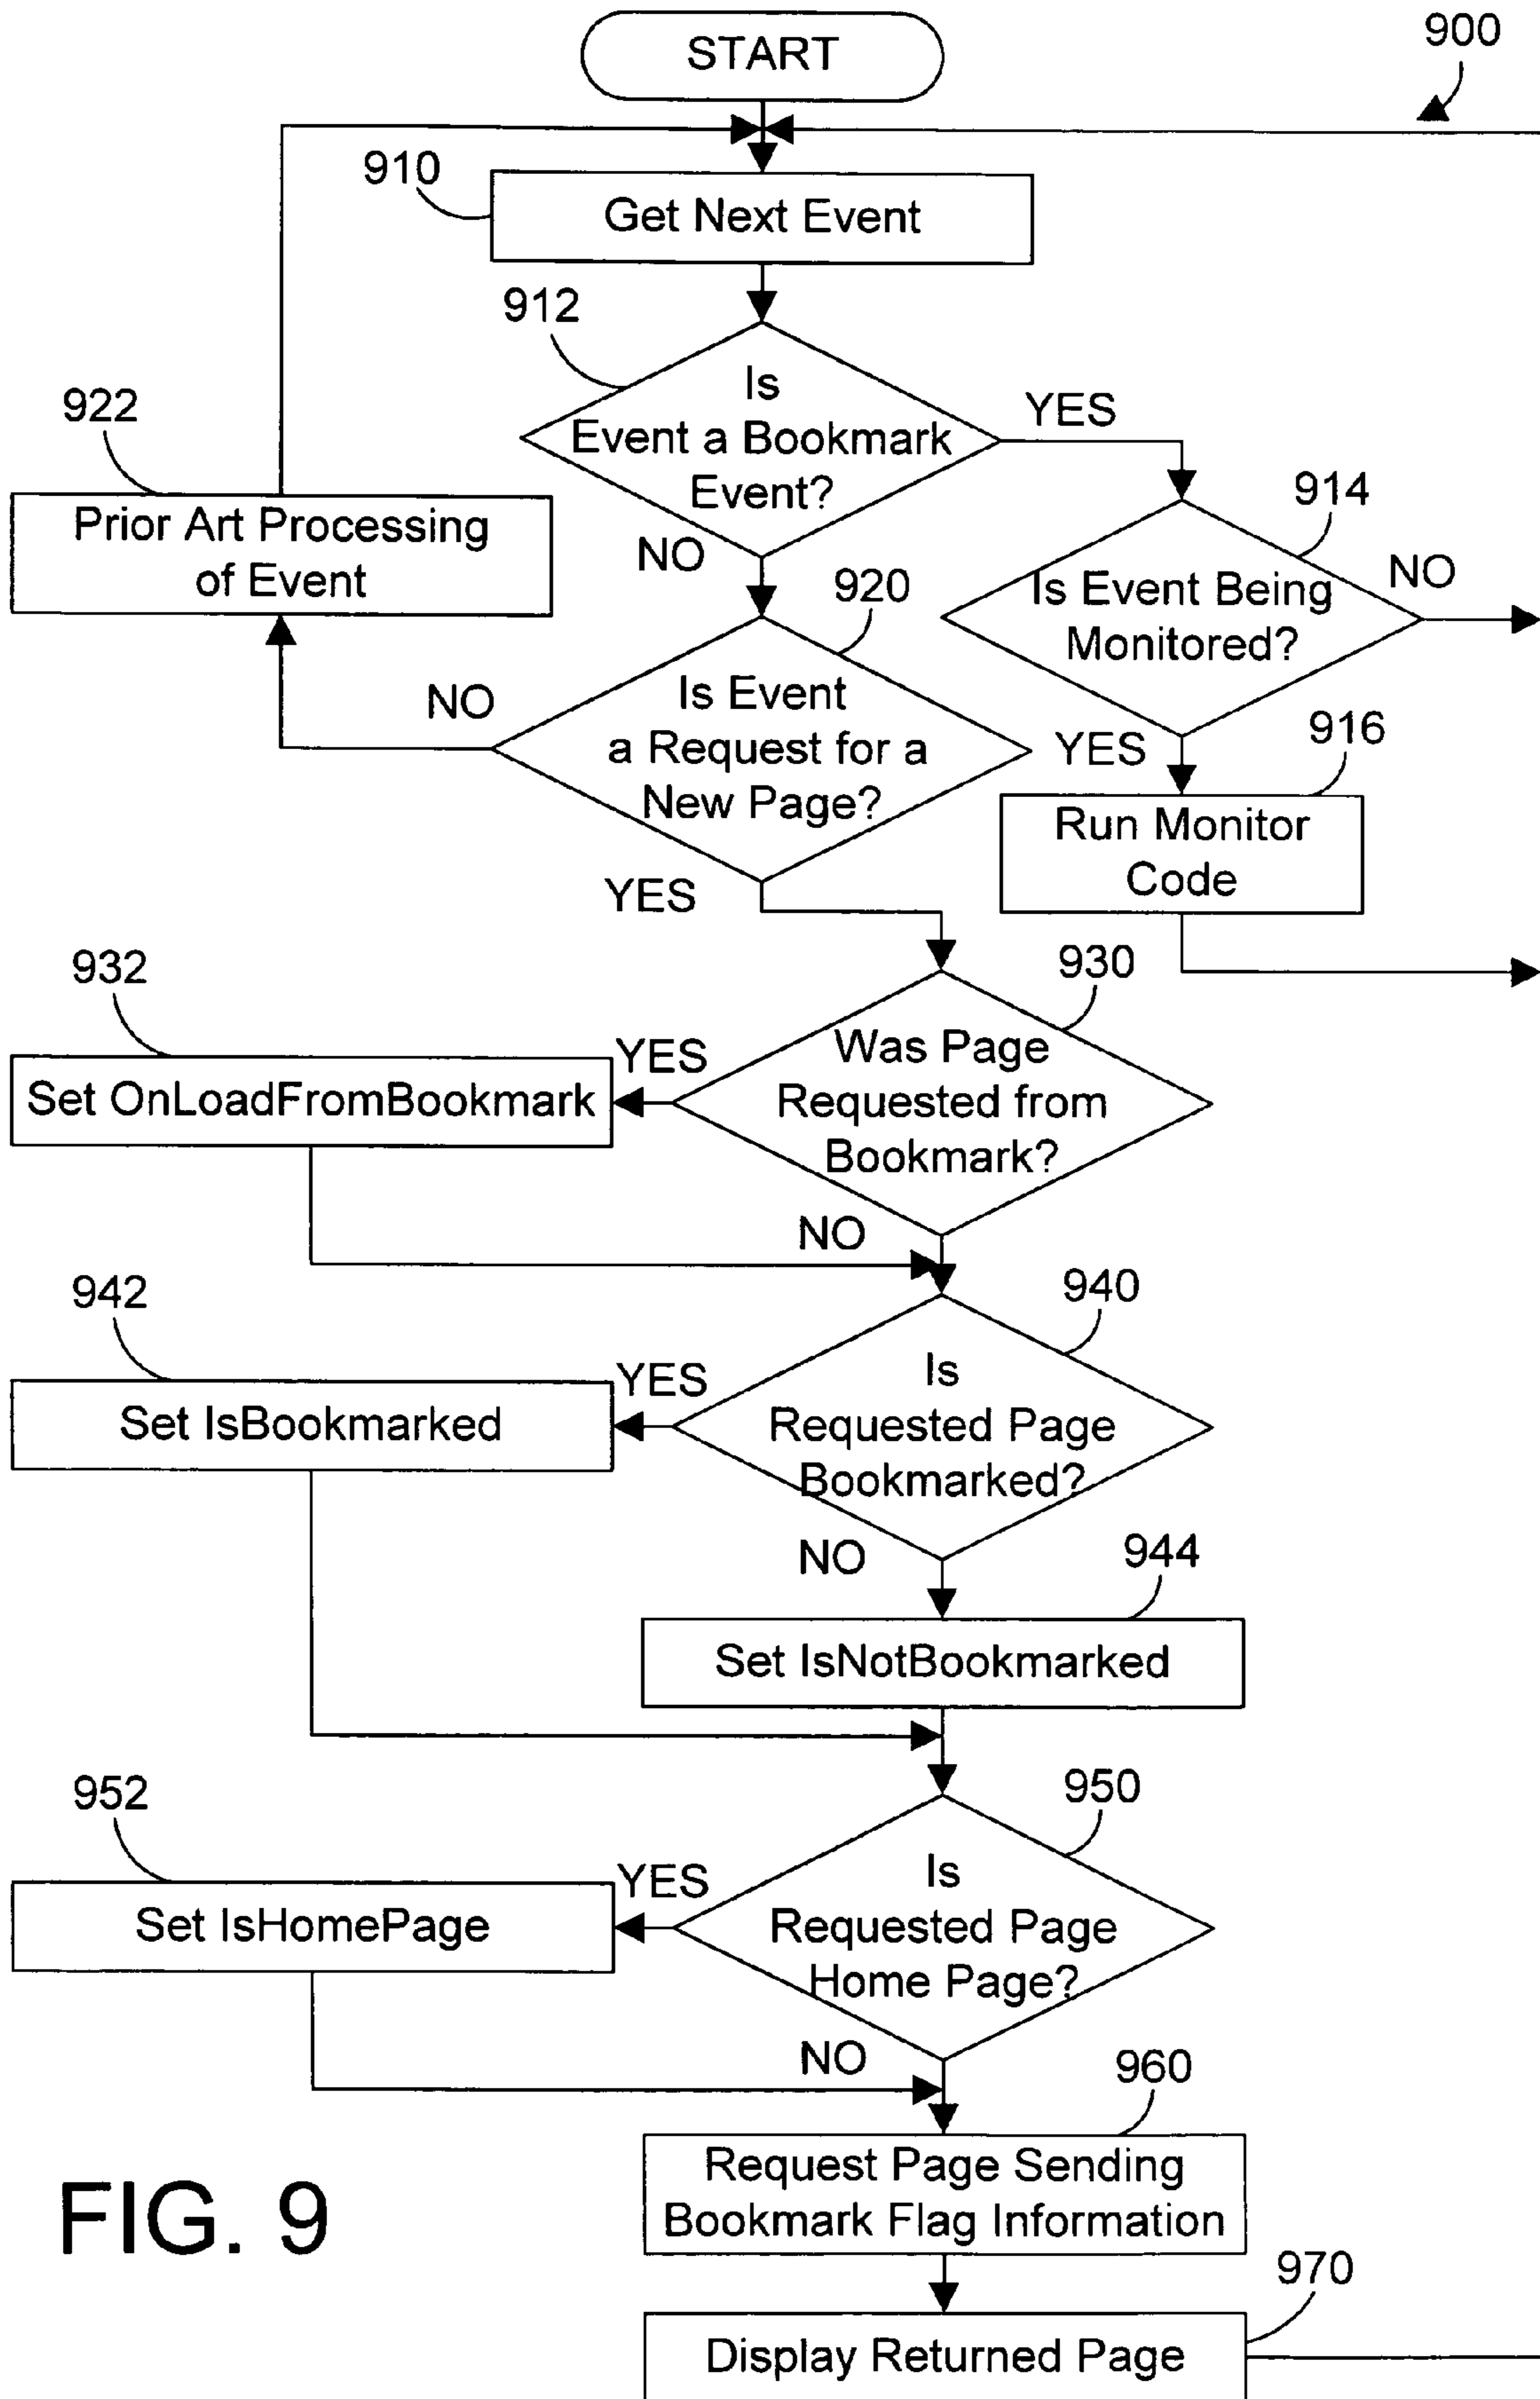 START
900
910
Get Next Event
912
Is
Event a Bookmark
Event?
YES
922
Prior Art Processing
of Event
914
Is Event Being
Monitored?
NO
NO
920
Is Event
a Request for a
New Page?
NO
YES
916
Run Monitor
Code
YES
930
Was Page
Requested from
Bookmark?
932
YES
Set OnLoadFromBookmark
NO
940
Is
Requested Page
Bookmarked?
942
YES
Set IsBookmarked
NO
944
Set IsNotBookmarked
950
Is
Requested Page
Home Page?
952
YES
Set IsHomePage
NO
960
Request Page Sending
Bookmark Flag Information
970
Display Returned Page
FIG. 9